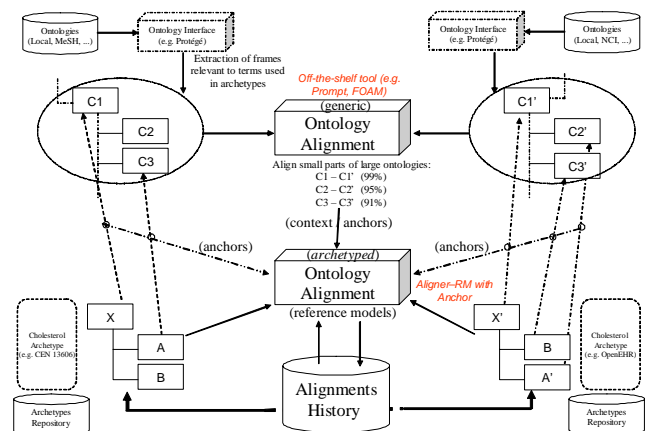 Ontologies
(Local, MeSH, ...)
Ontology Interface
(e.g. Protégé)
Ontology Interface
(e.g. Protégé)
Ontologies
(Local, NCI, ...)
Extraction of frames
relevant to terms used
in archetypes
Off-the-shelf tool (e.g.
Prompt, FOAM)
(generic)
Ontology
Alignment
C1
C2
C3
C1'
C2'
C3'
Align small parts of large ontologies:
C1 – C1' (99%)
C2 – C2' (95%)
C3 – C3' (91%)
(context / anchors)
(anchors)
(anchors)
(archetyped)
Ontology
Alignment
(reference models)
Aligner–RM with
Anchor
X
A
B
X'
B
A'
Cholesterol
Archetype
(e.g. CEN 13606)
Cholesterol
Archetype
(e.g. OpenEHR)
Alignments
History
Archetypes
Repository
Archetypes
Repository